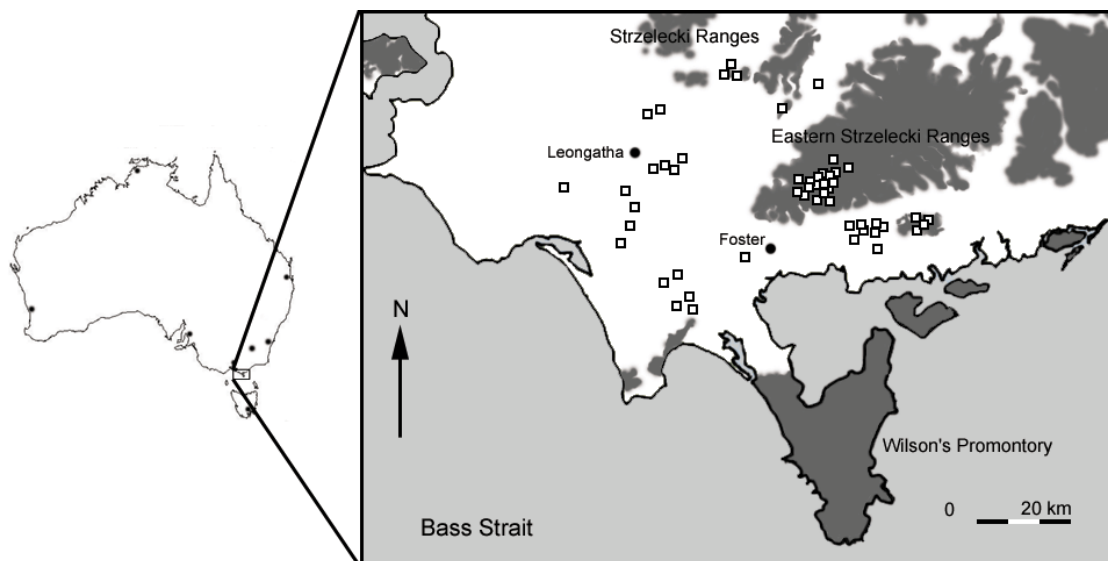 Strzelecki Ranges
Eastern Strzelecki Ranges
Leongatha
Foster
N
Wilson's Promontory
0 20 km
Bass Strait